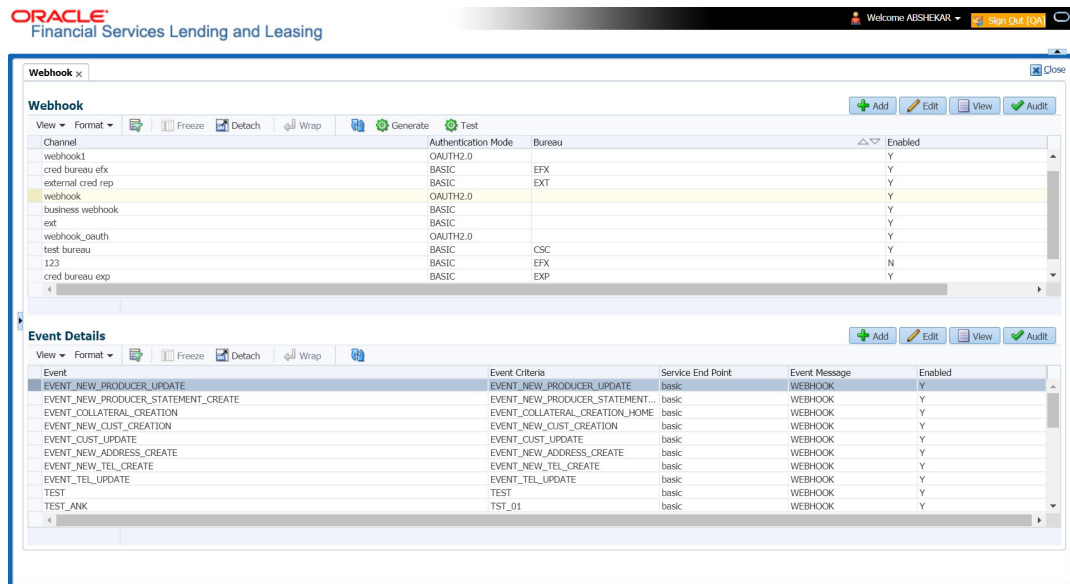 ORACLE®
Financial Services Lending and Leasing
Welcome ABSHEKAR Sign Out [QA]
Webhook × Close
Webhook Add Edit View Audit
View Format Freeze Detach Wrap Generate Test
Channel Authentication Mode Bureau Enabled
webhook1 OAUTH2.0 Y
cred bureau efx BASIC EFX Y
external cred rep BASIC EXT Y
webhook OAUTH2.0 Y
business webhook BASIC Y
ext BASIC Y
webhook_oauth OAUTH2.0 Y
test bureau BASIC CSC Y
123 BASIC EFX N
cred bureau exp BASIC EXP Y
Event Details Add Edit View Audit
View Format Freeze Detach Wrap
Event Event Criteria Service End Point Event Message Enabled
EVENT_NEW_PRODUCER_UPDATE EVENT_NEW_PRODUCER_UPDATE basic WEBHOOK Y
EVENT_NEW_PRODUCER_STATEMENT_CREATE EVENT_NEW_PRODUCER_STATEMENT... basic WEBHOOK Y
EVENT_COLLATERAL_CREATION EVENT_COLLATERAL_CREATION_HOME basic WEBHOOK Y
EVENT_NEW_CUST_CREATION EVENT_NEW_CUST_CREATION basic WEBHOOK Y
EVENT_CUST_UPDATE EVENT_CUST_UPDATE basic WEBHOOK Y
EVENT_NEW_ADDRESS_CREATE EVENT_NEW_ADDRESS_CREATE basic WEBHOOK Y
EVENT_NEW_TEL_CREATE EVENT_NEW_TEL_CREATE basic WEBHOOK Y
EVENT_TEL_UPDATE EVENT_TEL_UPDATE basic WEBHOOK Y
TEST TEST basic WEBHOOK Y
TEST_ANK TST_01 basic WEBHOOK Y